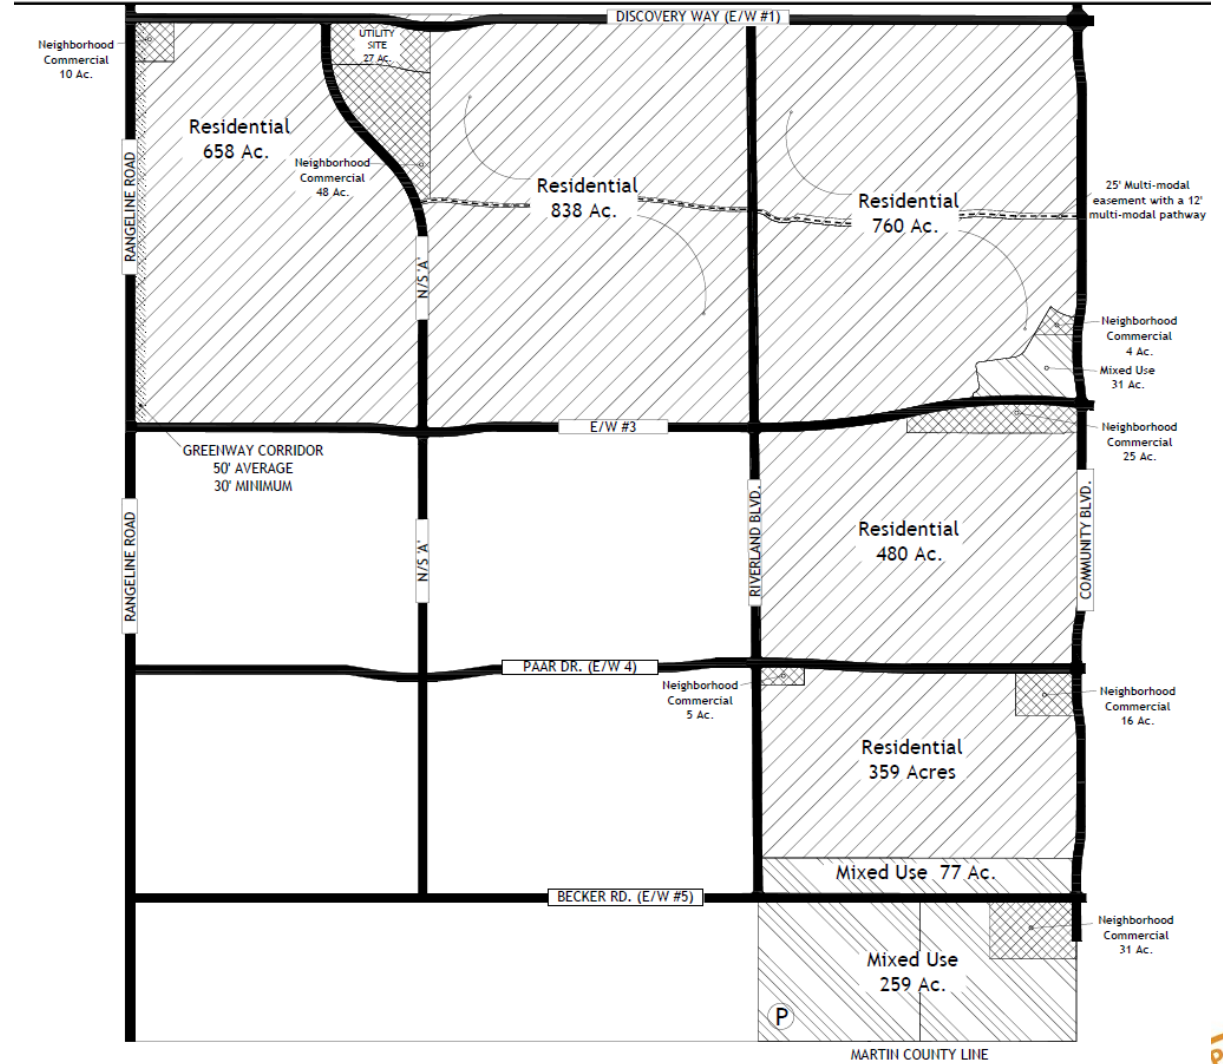 DISCOVERY WAY (E/W #1)
Neighborhood
Commercial
10 Ac.
UTILITY
SITE
27 Ac.
Residential
658 Ac.
Neighborhood
Commercial
48 Ac.
Residential
838 Ac.
Residential
760 Ac.
25' Multi-modal
easement with a 12'
multi-modal pathway
RANGELINE ROAD
N/S 'A'
Neighborhood
Commercial
4 Ac.
Mixed Use
31 Ac.
E/W #3
Neighborhood
Commercial
25 Ac.
GREENWAY CORRIDOR
50' AVERAGE
30' MINIMUM
RANGELINE ROAD
N/S 'A'
RIVERLAND BLVD.
Residential
480 Ac.
COMMUNITY BLVD.
PAAR DR. (E/W 4)
Neighborhood
Commercial
5 Ac.
Neighborhood
Commercial
16 Ac.
Residential
359 Acres
Mixed Use 77 Ac.
BECKER RD. (E/W #5)
Neighborhood
Commercial
31 Ac.
Mixed Use
259 Ac.
P
MARTIN COUNTY LINE